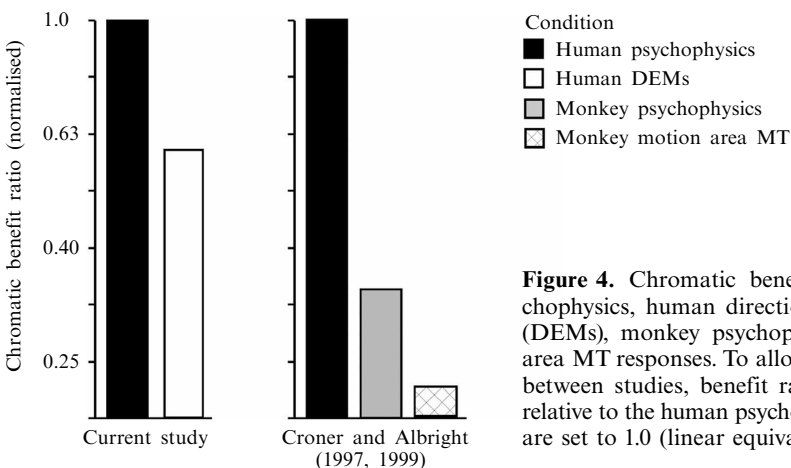 Chromatic benefit ratio (normalised)
1.0
0.63
0.40
0.25
Current study
Croner and Albright
(1997, 1999)
Condition
Human psychophysics
Human DEMs
Monkey psychophysics
Monkey motion area MT
Figure 4. Chromatic bene
chophysics, human directi
(DEMs), monkey psychop
area MT responses. To allo
between studies, benefit ra
relative to the human psycho
are set to 1.0 (linear equiva